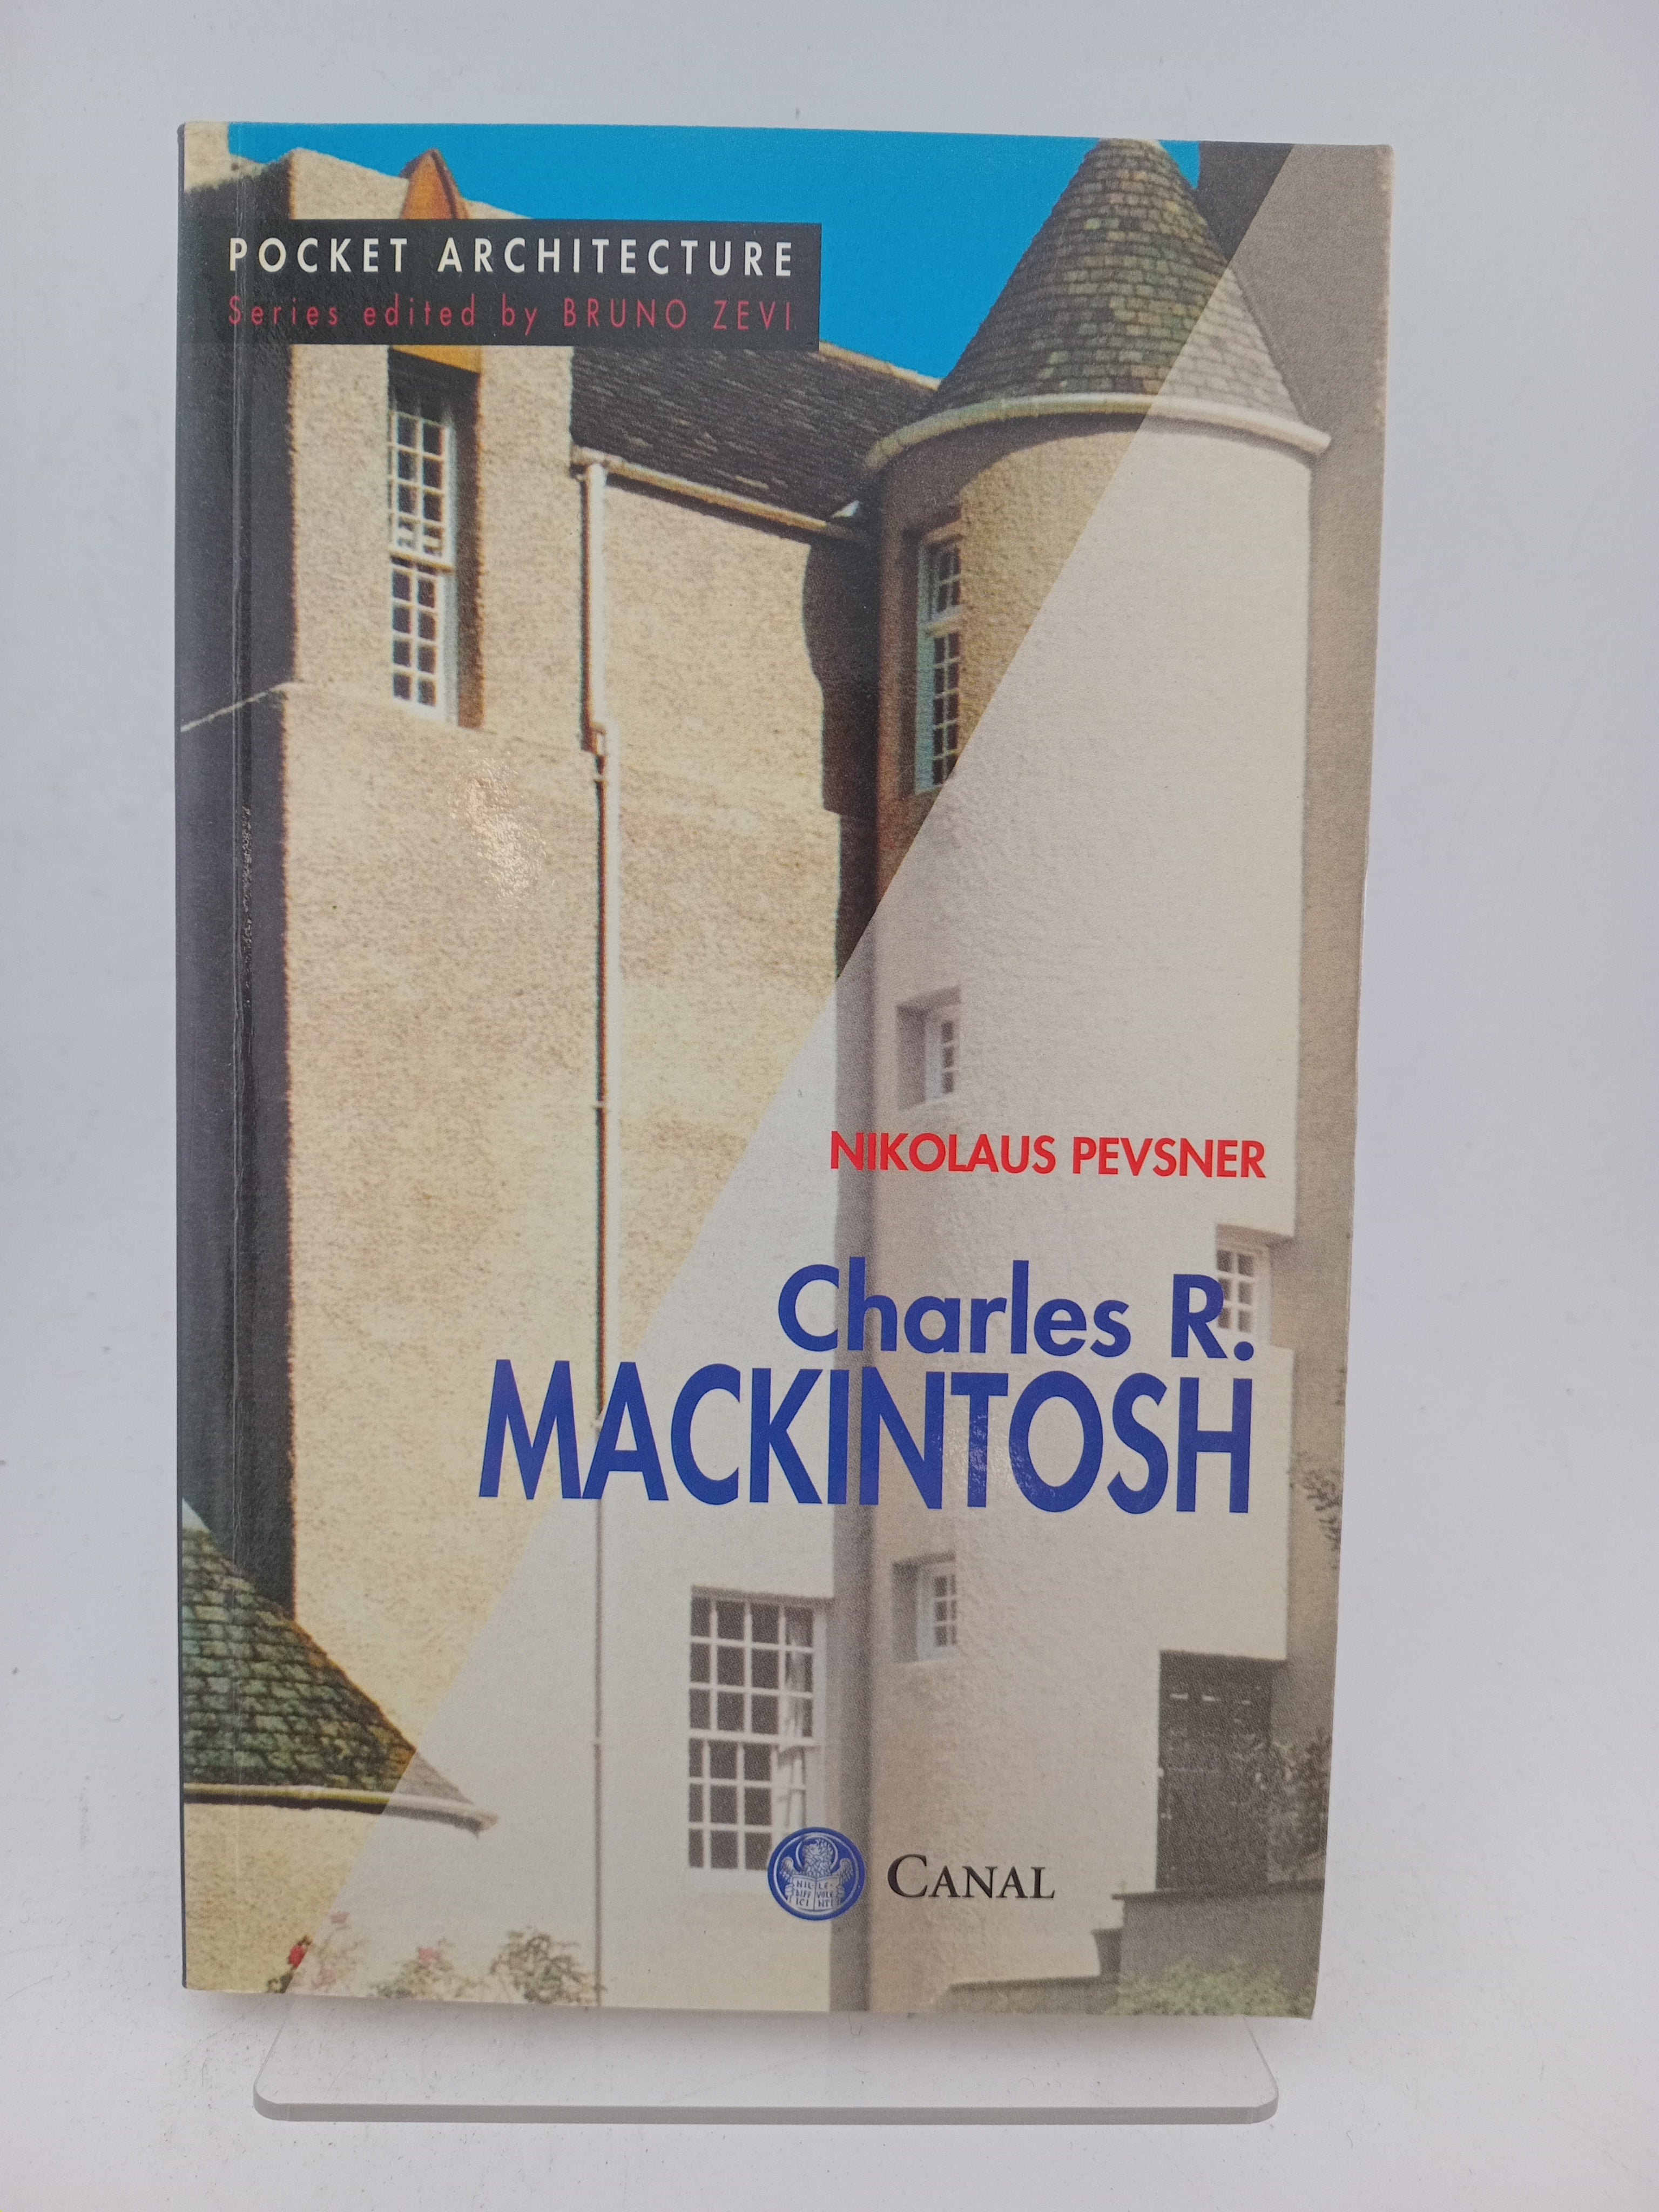 POCKET ARCHITECTURE
Series edited by BRUNO ZEVI
NIKOLAUS PEVSNER
Charles R.
MACKINTOSH
CANAL